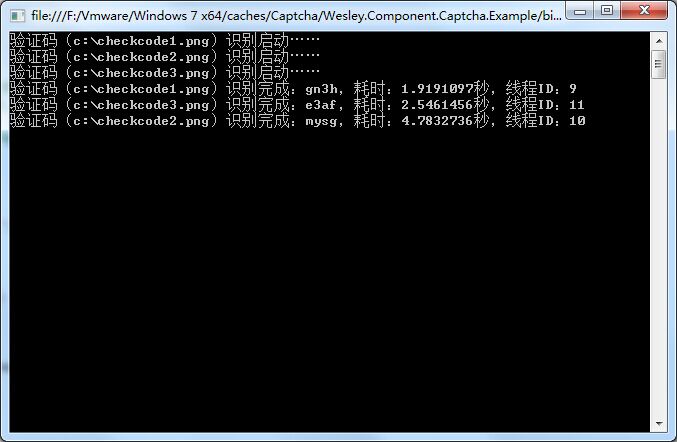 file:///F:/Vmware/Windows 7 x64/caches/Captcha/Wesley.Component.Captcha.Example/bi...
验证码（c:\checkcode1.png）识别启动……
验证码（c:\checkcode2.png）识别启动……
验证码（c:\checkcode3.png）识别启动……
验证码（c:\checkcode1.png）识别完成：gn3h，耗时：1.9191097秒，线程ID：9
验证码（c:\checkcode3.png）识别完成：e3af，耗时：2.5461456秒，线程ID：11
验证码（c:\checkcode2.png）识别完成：mysg，耗时：4.7832736秒，线程ID：10